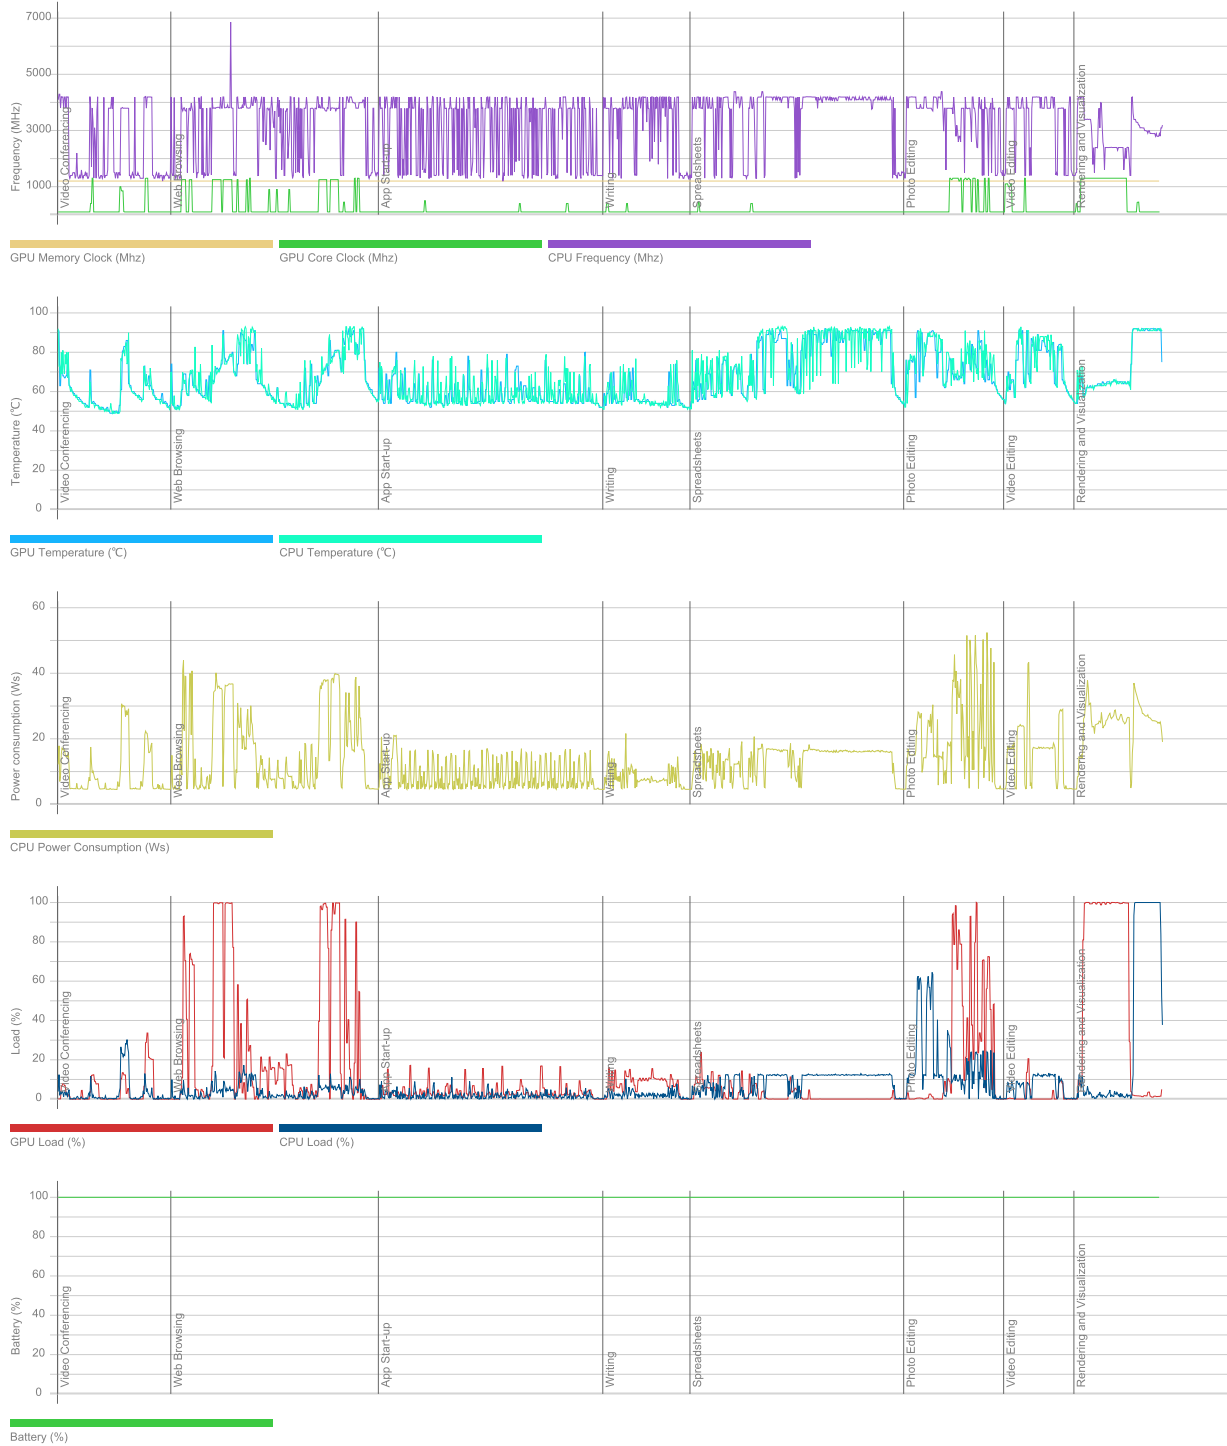 7000
5000
3000
1000
Frequency (MHz)
Video Conferencing
Web Browsing
App Start-up
Writing
Spreadsheets
Photo Editing
Video Editing
Rendering and Visualization
GPU Memory Clock (Mhz)
GPU Core Clock (Mhz)
CPU Frequency (Mhz)
100
80
60
40
20
0
Temperature (℃)
Video Conferencing
Web Browsing
App Start-up
Writing
Spreadsheets
Photo Editing
Video Editing
Rendering and Visualization
GPU Temperature (℃)
CPU Temperature (℃)
60
40
20
0
Power consumption (Ws)
Video Conferencing
Web Browsing
App Start-up
Writing
Spreadsheets
Photo Editing
Video Editing
Rendering and Visualization
CPU Power Consumption (Ws)
100
80
60
40
20
0
Load (%)
Video Conferencing
Web Browsing
App Start-up
Writing
Spreadsheets
Photo Editing
Video Editing
Rendering and Visualization
GPU Load (%)
CPU Load (%)
100
80
60
40
20
0
Battery (%)
Video Conferencing
Web Browsing
App Start-up
Writing
Spreadsheets
Photo Editing
Video Editing
Rendering and Visualization
Battery (%)